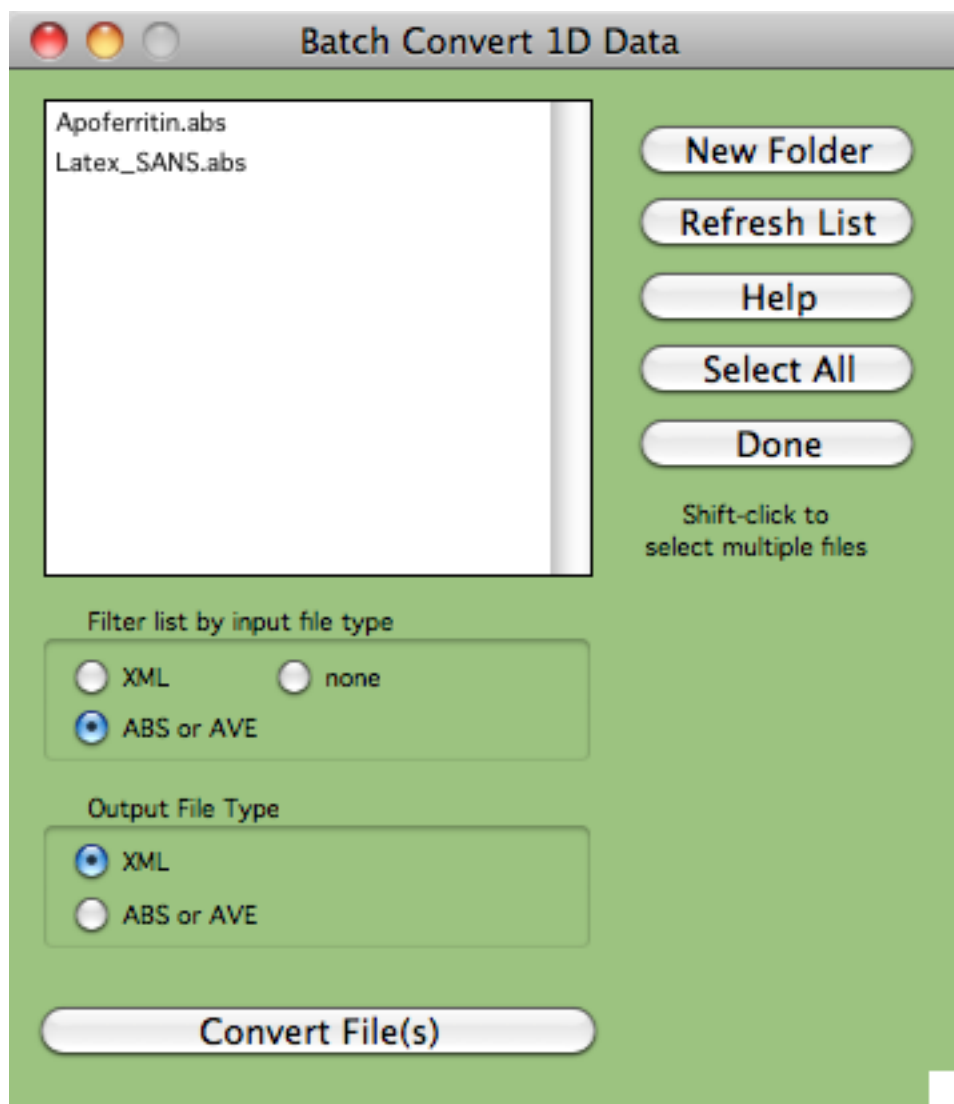 Batch Convert 1D Data
Apoferritin.abs
Latex_SANS.abs
New Folder
Refresh List
Help
Select All
Done
Shift-click to
select multiple files
Filter list by input file type
XML none
ABS or AVE
Output File Type
XML
ABS or AVE
Convert File(s)